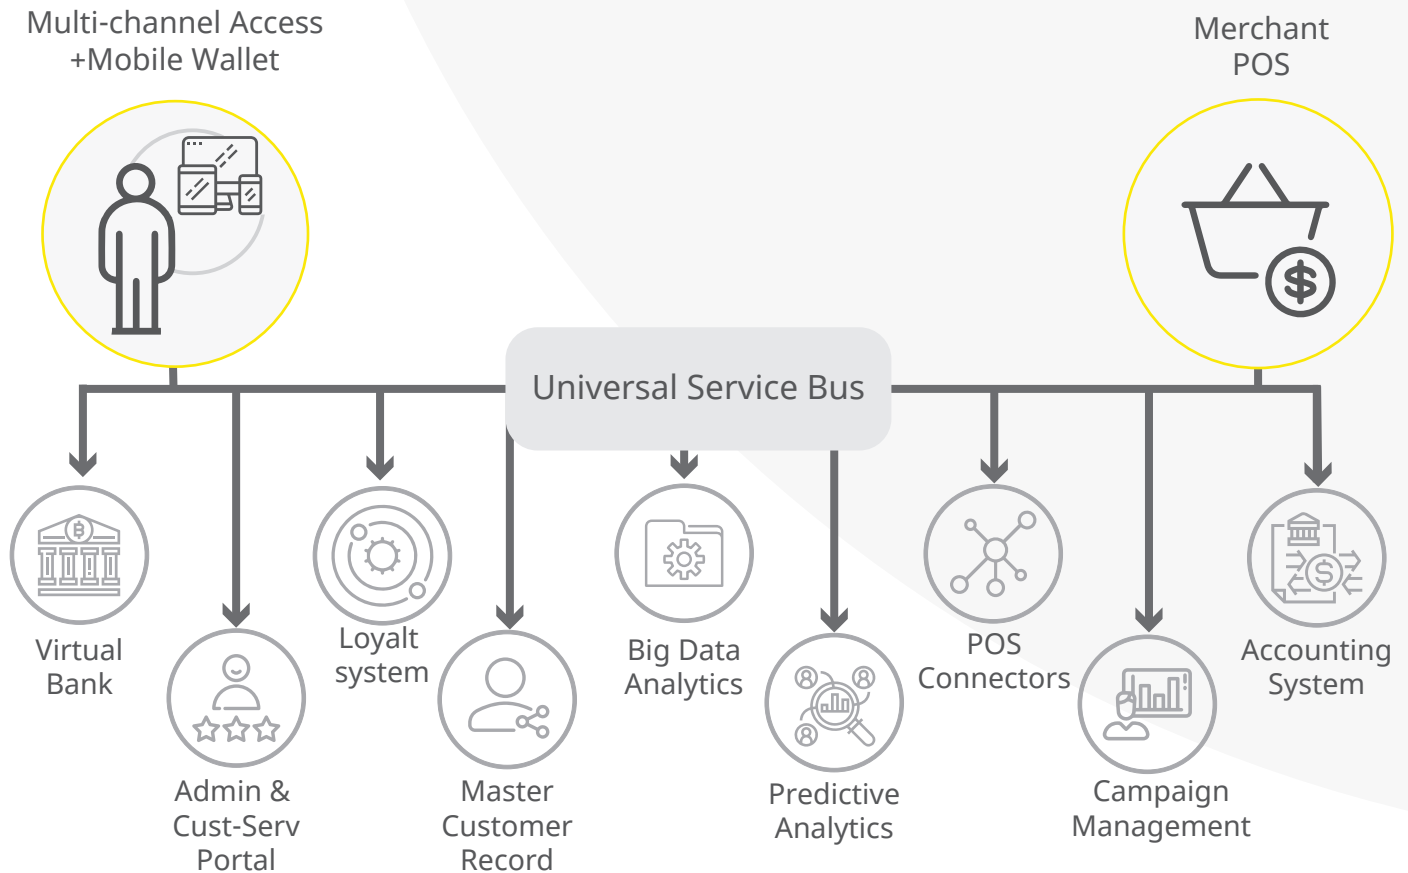 Multi-channel Access
+Mobile Wallet
Merchant
POS
Universal Service Bus
Virtual
Bank
Admin &
Cust-Serv
Portal
Loyalt
system
Master
Customer
Record
Big Data
Analytics
Predictive
Analytics
POS
Connectors
Campaign
Management
Accounting
System